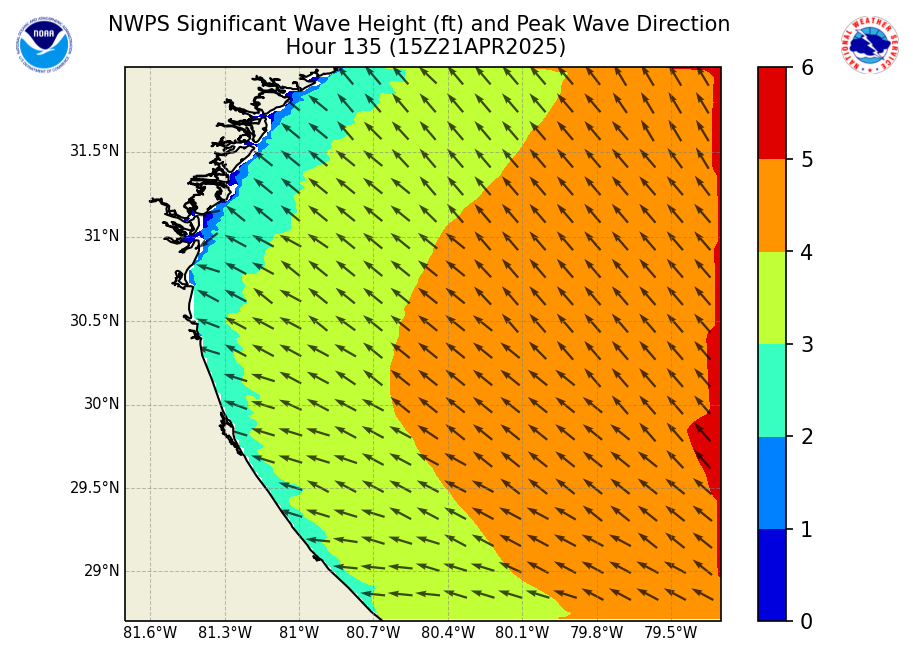 NWPS Significant Wave Height (ft) and Peak Wave Direction
Hour 135 (15Z21APR2025)
NOAA
31.5°N
31°N
30.5°N
30°N
29.5°N
29°N
81.6°W 81.3°W 81°W 80.7°W 80.4°W 80.1°W 79.8°W 79.5°W
6
5
4
3
2
1
0
NATIONAL WEATHER SERVICE